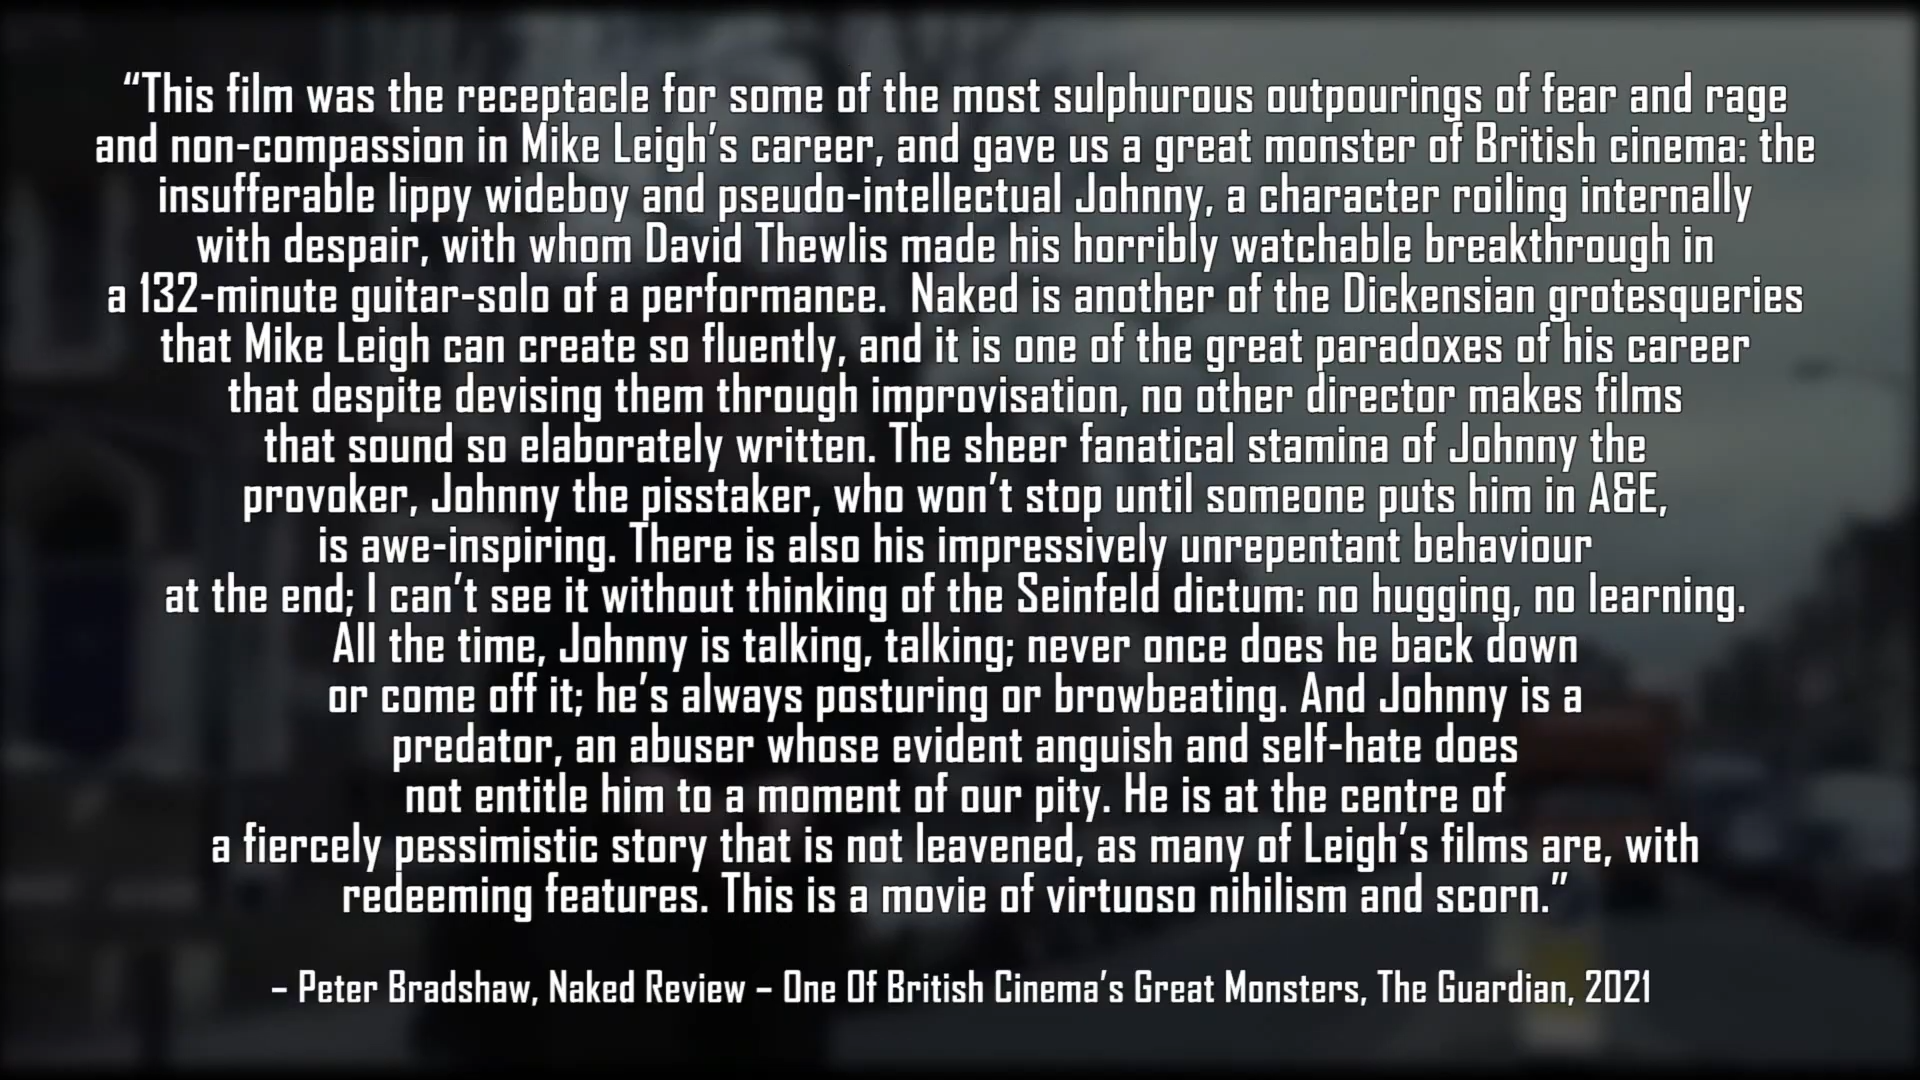 “This film was the receptacle for some of the most sulphurous outpourings of fear and rage
and non-compassion in Mike Leigh’s career, and gave us a great monster of British cinema: the
insufferable lippy wideboy and pseudo-intellectual Johnny, a character roiling internally
with despair, with whom David Thewlis made his horribly watchable breakthrough in
a 132-minute guitar-solo of a performance.  Naked is another of the Dickensian grotesqueries
that Mike Leigh can create so fluently, and it is one of the great paradoxes of his career
that despite devising them through improvisation, no other director makes films
that sound so elaborately written. The sheer fanatical stamina of Johnny the
provoker, Johnny the pisstaker, who won’t stop until someone puts him in A&E,
is awe-inspiring. There is also his impressively unrepentant behaviour
at the end; I can’t see it without thinking of the Seinfeld dictum: no hugging, no learning.
All the time, Johnny is talking, talking; never once does he back down
or come off it; he’s always posturing or browbeating. And Johnny is a
predator, an abuser whose evident anguish and self-hate does
not entitle him to a moment of our pity. He is at the centre of
a fiercely pessimistic story that is not leavened, as many of Leigh’s films are, with
redeeming features. This is a movie of virtuoso nihilism and scorn.”
– Peter Bradshaw, Naked Review – One Of British Cinema’s Great Monsters, The Guardian, 2021